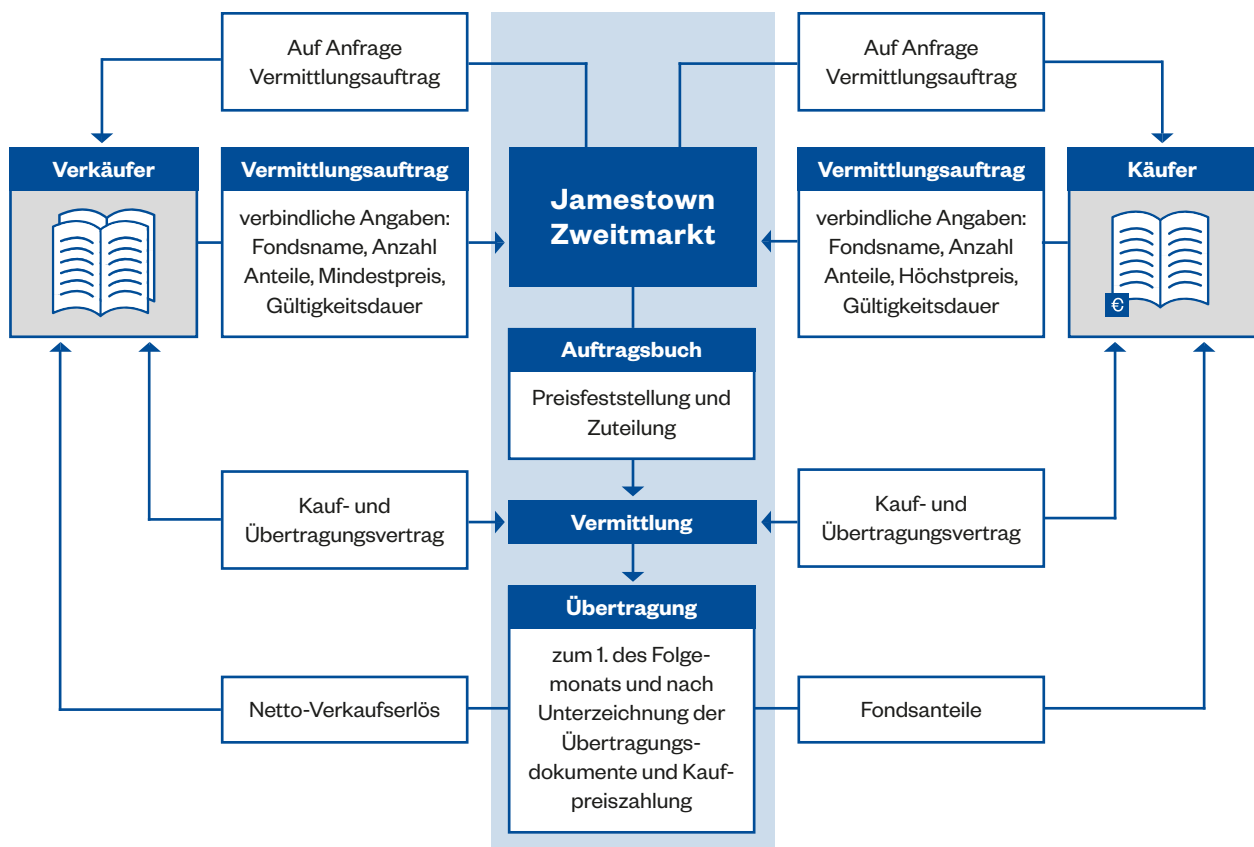 Auf Anfrage
Vermittlungsauftrag
Auf Anfrage
Vermittlungsauftrag
Verkäufer
Vermittlungsauftrag
verbindliche Angaben:
Fondsname, Anzahl
Anteile, Mindestpreis,
Gültigkeitsdauer
Jamestown
Zweitmarkt
Vermittlungsauftrag
verbindliche Angaben:
Fondsname, Anzahl
Anteile, Höchstpreis,
Gültigkeitsdauer
Käufer
€
Auftragsbuch
Preisfeststellung und
Zuteilung
Kauf- und
Übertragungsvertrag
Vermittlung
Kauf- und
Übertragungsvertrag
Übertragung
zum 1. des Folge-
monats und nach
Unterzeichnung der
Übertragungs-
dokumente und Kauf-
preiszahlung
Netto-Verkaufserlös
Fondsanteile